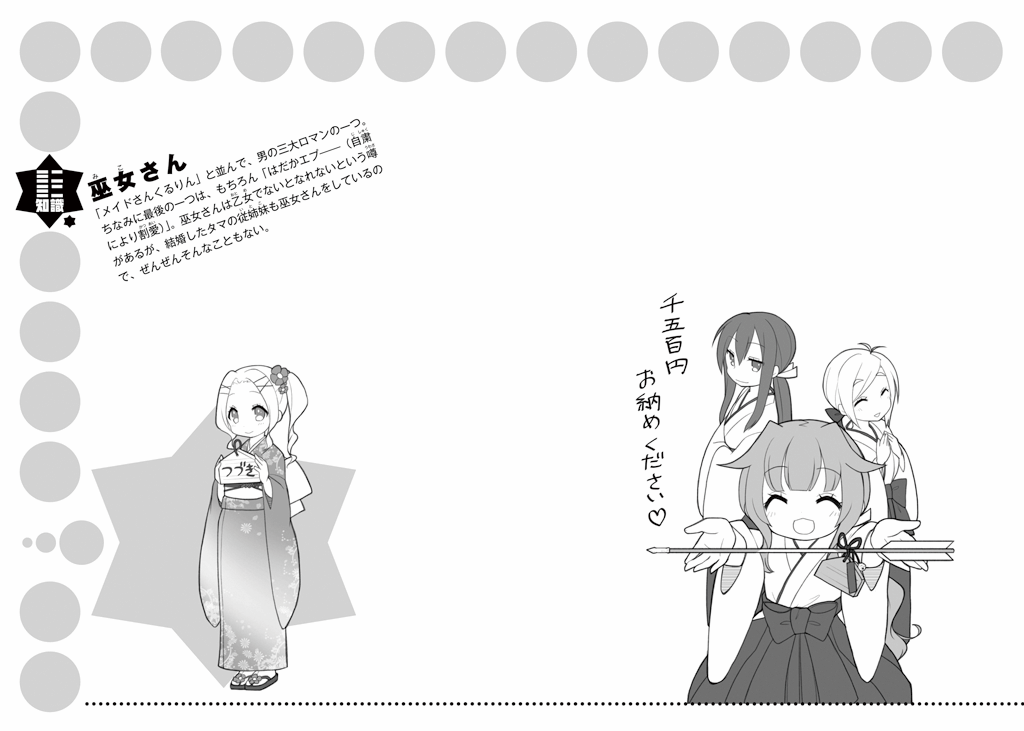 ミニ知識
巫女さん
「メイドさんくるりん」と並んで、男の三大ロマンの一つ。
ちなみに最後の一つは、もちろん「はだかエプ――（自粛
により割愛）」。巫女さんは乙女でないとなれないという噂
があるが、結婚したタマの従姉妹も巫女さんをしているの
で、ぜんぜんそんなこともない。
千五百円
お納めください♡
つづき